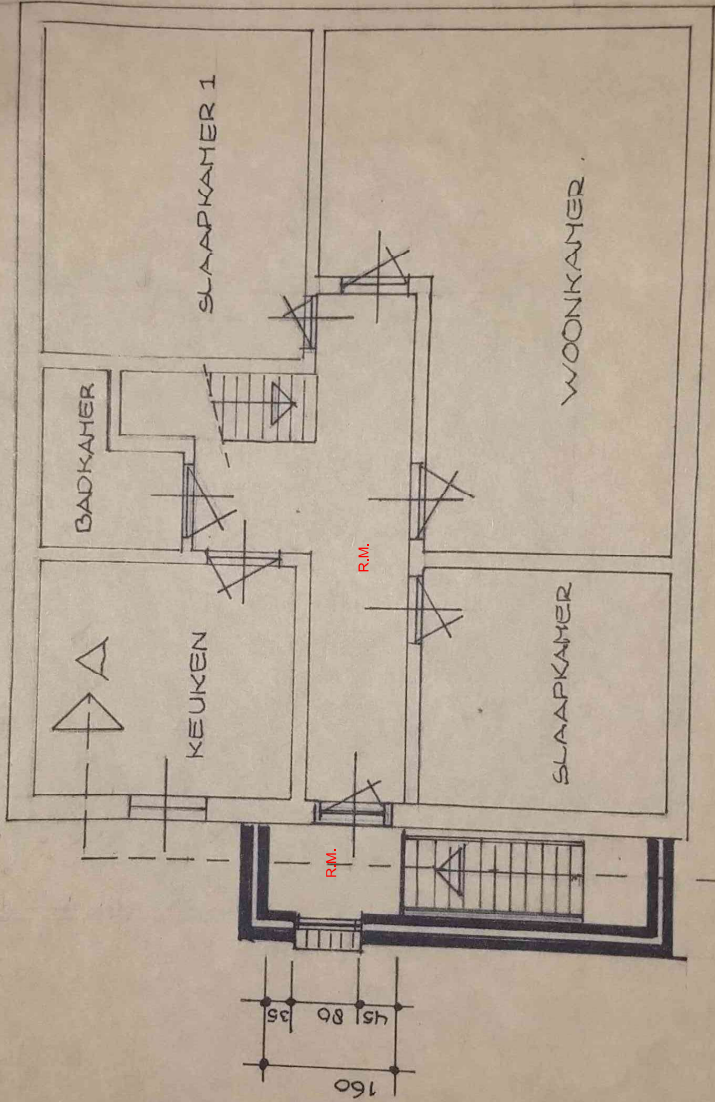 SLAAPKAMER 1
WOONKAMER.
BADKAMER
R.M.
KEUKEN
SLAAPKAMER
R.M.
35
80
45
160
A